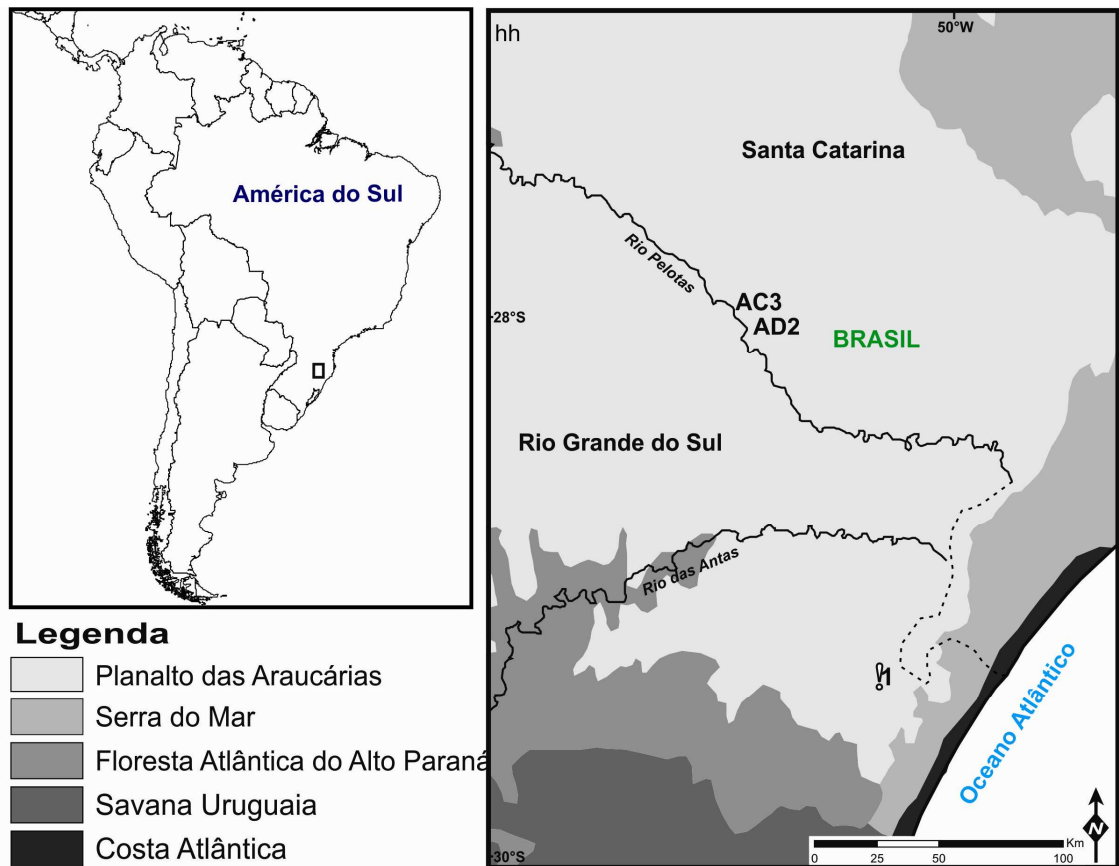 América do Sul
Legenda
Planalto das Araucárias
Serra do Mar
Floresta Atlântica do Alto Paraná
Savana Uruguaia
Costa Atlântica
hh
50°W
Santa Catarina
Rio Pelotas
AC3
28°S
AD2
BRASIL
Rio Grande do Sul
Rio das Antas
Oceano Atlântico
N
Km
0 25 50 100
30°S